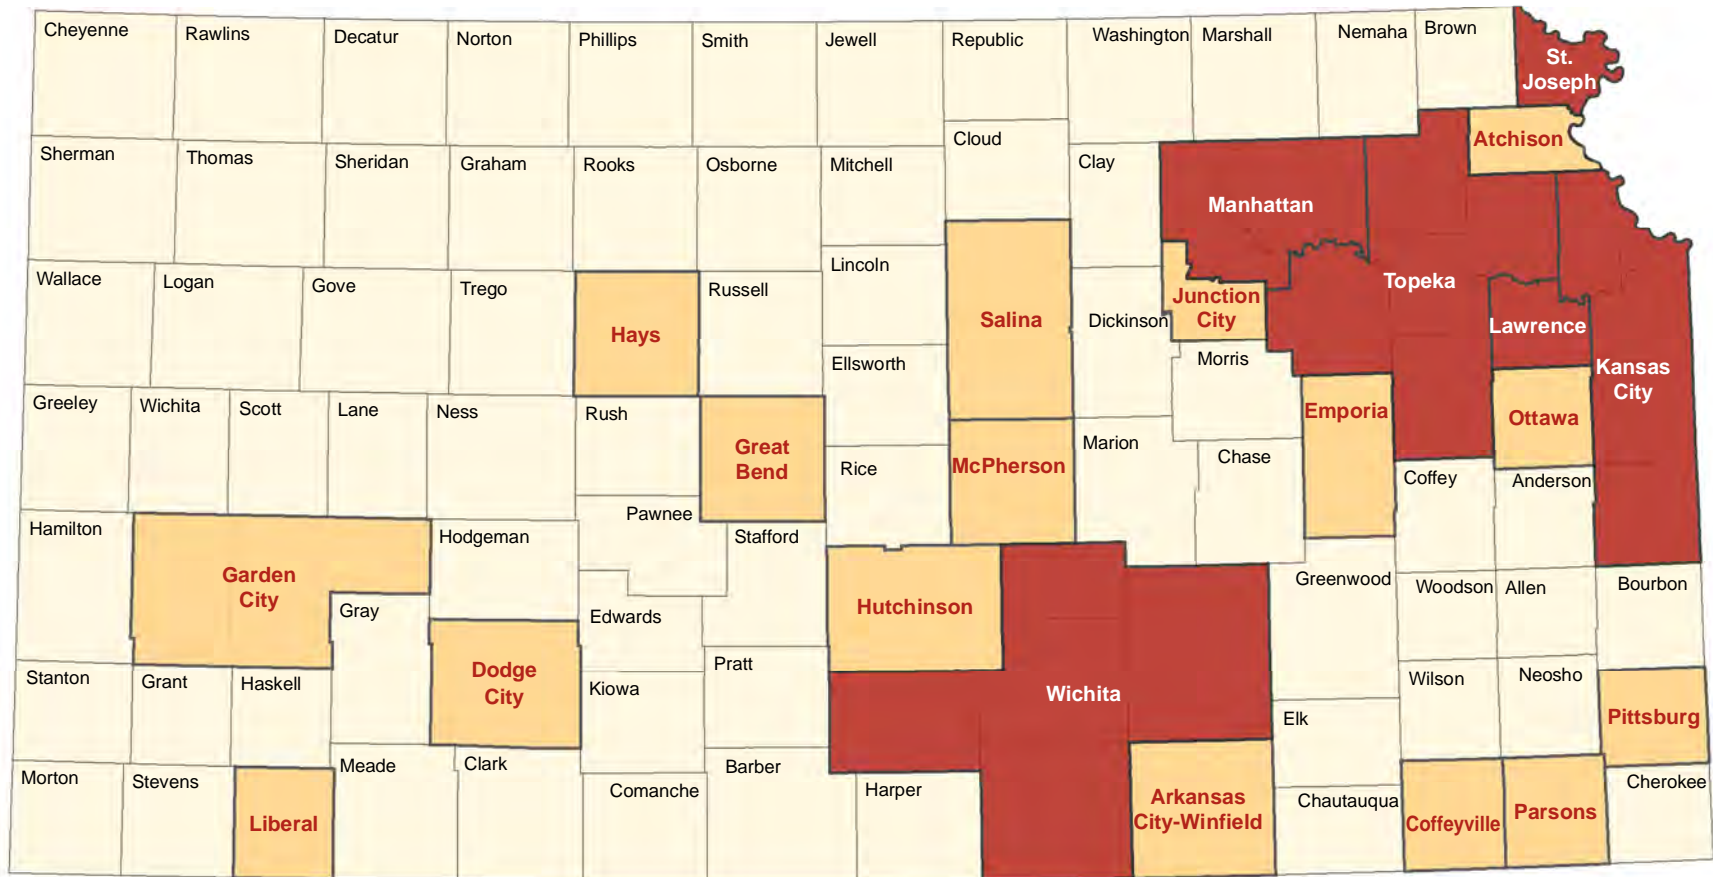 Cheyenne
Rawlins
Decatur
Norton
Phillips
Smith
Jewell
Republic
Washington
Marshall
Nemaha
Brown
St.
Joseph
Atchison
Sherman
Thomas
Sheridan
Graham
Rooks
Osborne
Mitchell
Cloud
Clay
Manhattan
Topeka
Wallace
Logan
Gove
Trego
Hays
Russell
Lincoln
Salina
Dickinson
Junction
City
Lawrence
Kansas
City
Ellsworth
Morris
Greeley
Wichita
Scott
Lane
Ness
Rush
Great
Bend
Rice
McPherson
Marion
Chase
Emporia
Ottawa
Coffey
Anderson
Hamilton
Garden
City
Hodgeman
Pawnee
Stafford
Hutchinson
Wichita
Greenwood
Woodson
Allen
Bourbon
Gray
Dodge
City
Edwards
Kiowa
Pratt
Stanton
Grant
Haskell
Wilson
Neosho
Elk
Pittsburg
Morton
Stevens
Liberal
Meade
Clark
Comanche
Barber
Harper
Arkansas
City-Winfield
Chautauqua
Coffeyville
Parsons
Cherokee